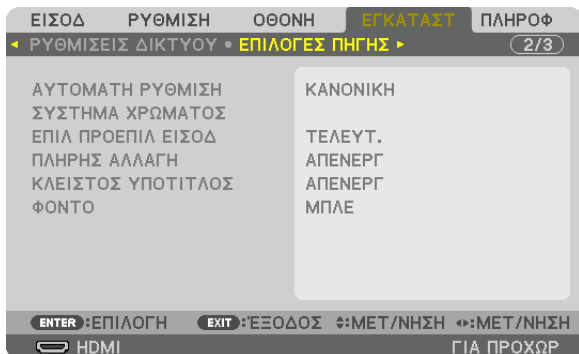 ΕΙΣΟΔ ΡΥΘΜΙΣΗ ΟΘΟΝΗ ΕΓΚΑΤΑΣΤ ΠΛΗΡΟΦ
◂ ΡΥΘΜΙΣΕΙΣ ΔΙΚΤΥΟΥ • ΕΠΙΛΟΓΕΣ ΠΗΓΗΣ ▸ 2/3
ΑΥΤΟΜΑΤΗ ΡΥΘΜΙΣΗ ΚΑΝΟΝΙΚΗ
ΣΥΣΤΗΜΑ ΧΡΩΜΑΤΟΣ
ΕΠΙΛ ΠΡΟΕΠΙΛ ΕΙΣΟΔ ΤΕΛΕΥΤ.
ΠΛΗΡΗΣ ΑΛΛΑΓΗ ΑΠΕΝΕΡΓ
ΚΛΕΙΣΤΟΣ ΥΠΟΤΙΤΛΟΣ ΑΠΕΝΕΡΓ
ΦΟΝΤΟ ΜΠΛΕ
ENTER :ΕΠΙΛΟΓΗ EXIT :ΈΞΟΔΟΣ ♦:ΜΕΤ/ΝΗΣΗ ◂▸:ΜΕΤ/ΝΗΣΗ
HDMI ΓΙΑ ΠΡΟΧΩΡ